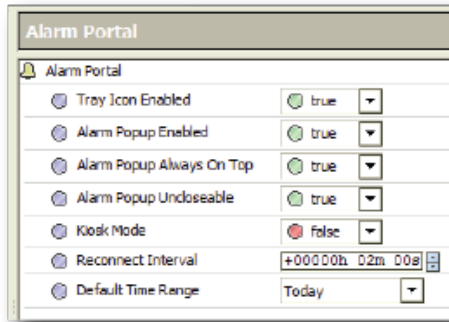 Alarm Portal
Alarm Portal
Tray Icon Enabled true
Alarm Popup Enabled true
Alarm Popup Always On Top true
Alarm Popup Uncloseable true
Kiosk Mode false
Reconnect Interval +00000h 02m 00s
Default Time Range Today